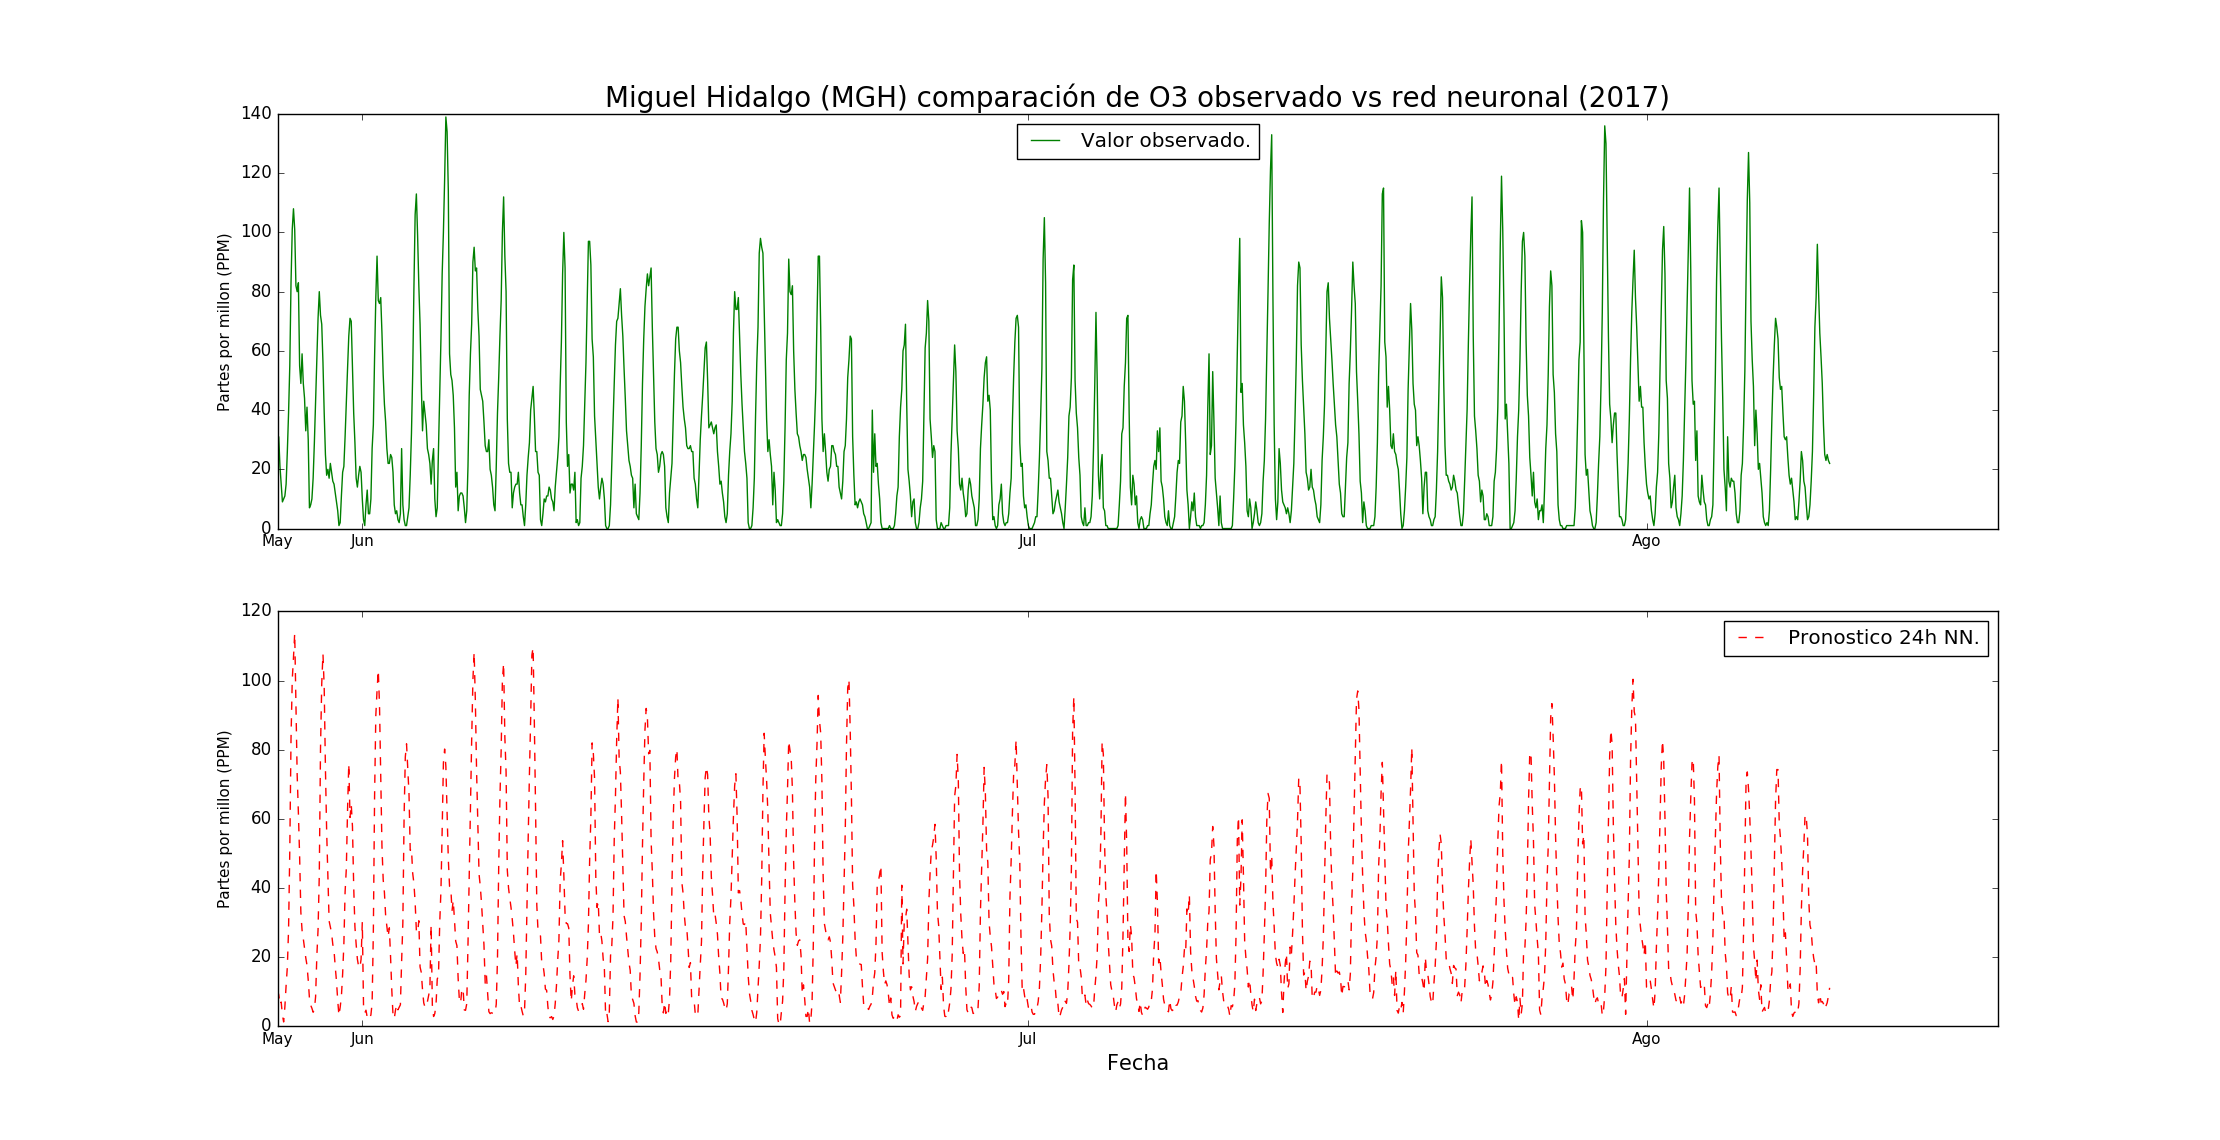 Miguel Hidalgo (MGH) comparación de O3 observado vs red neuronal (2017)
140
120
100
80
60
40
20
0
Partes por millon (PPM)
Valor observado.
May Jun Jul Ago
120
100
80
60
40
20
0
Partes por millon (PPM)
Pronostico 24h NN.
May Jun Jul Ago
Fecha